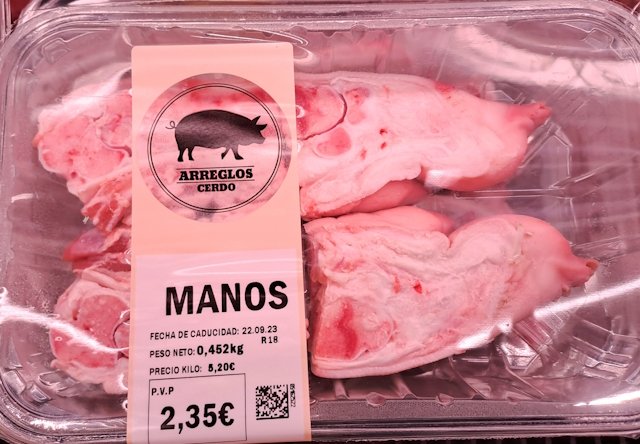 ARREGLOS
CERDO
MANOS
FECHA DE CADUCIDAD: 22.09.23
R18
PESO NETO: 0,452kg
PRECIO KILO: 5,20€
P.V.P
2,35€